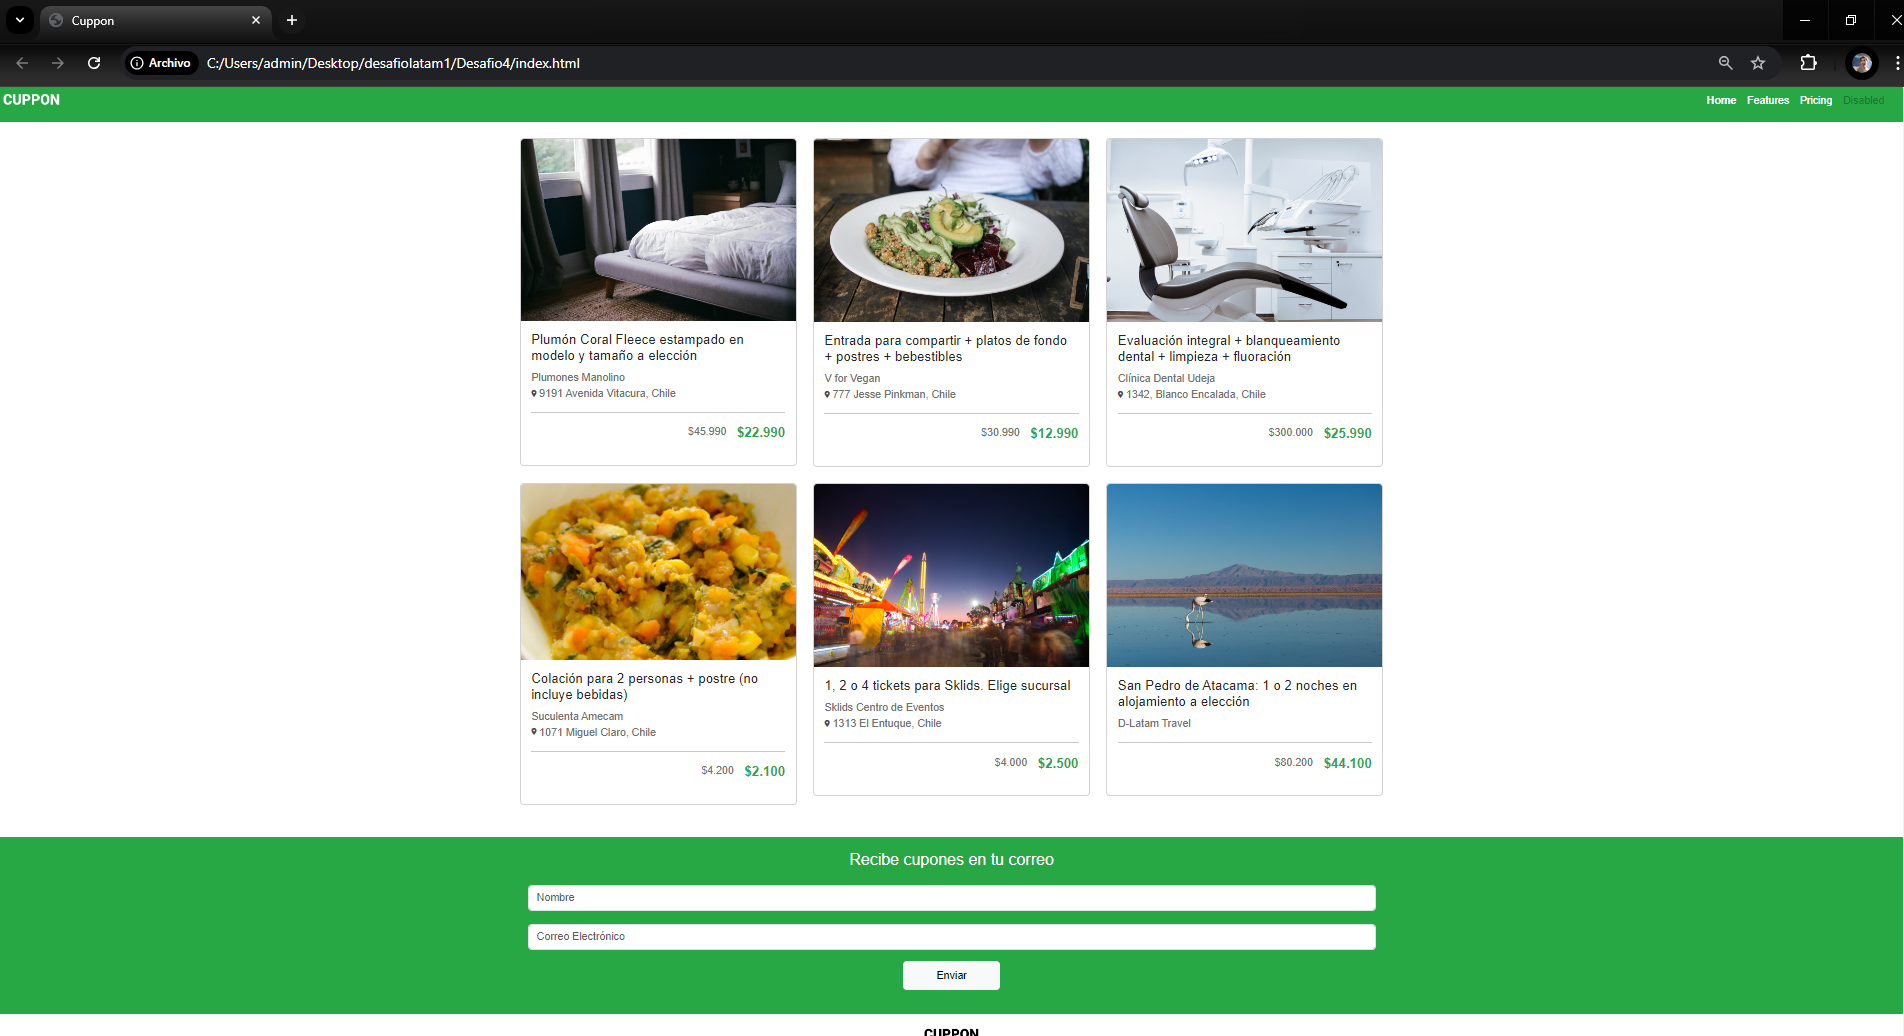 Cuppon
Archivo C:/Users/admin/Desktop/desafiolatam1/Desafio4/index.html
CUPPON
Home Features Pricing Disabled
Plumón Coral Fleece estampado en
modelo y tamaño a elección
Plumones Manolino
9191 Avenida Vitacura, Chile
$45.990 $22.990
Entrada para compartir + platos de fondo
+ postres + bebestibles
V for Vegan
777 Jesse Pinkman, Chile
$30.990 $12.990
Evaluación integral + blanqueamiento
dental + limpieza + fluoración
Clínica Dental Udeja
1342, Blanco Encalada, Chile
$300.000 $25.990
Colación para 2 personas + postre (no
incluye bebidas)
Suculenta Amecam
1071 Miguel Claro, Chile
$4.200 $2.100
1, 2 o 4 tickets para Sklids. Elige sucursal
Sklids Centro de Eventos
1313 El Entuque, Chile
$4.000 $2.500
San Pedro de Atacama: 1 o 2 noches en
alojamiento a elección
D-Latam Travel
$80.200 $44.100
Recibe cupones en tu correo
Nombre
Correo Electrónico
Enviar
CUPPON